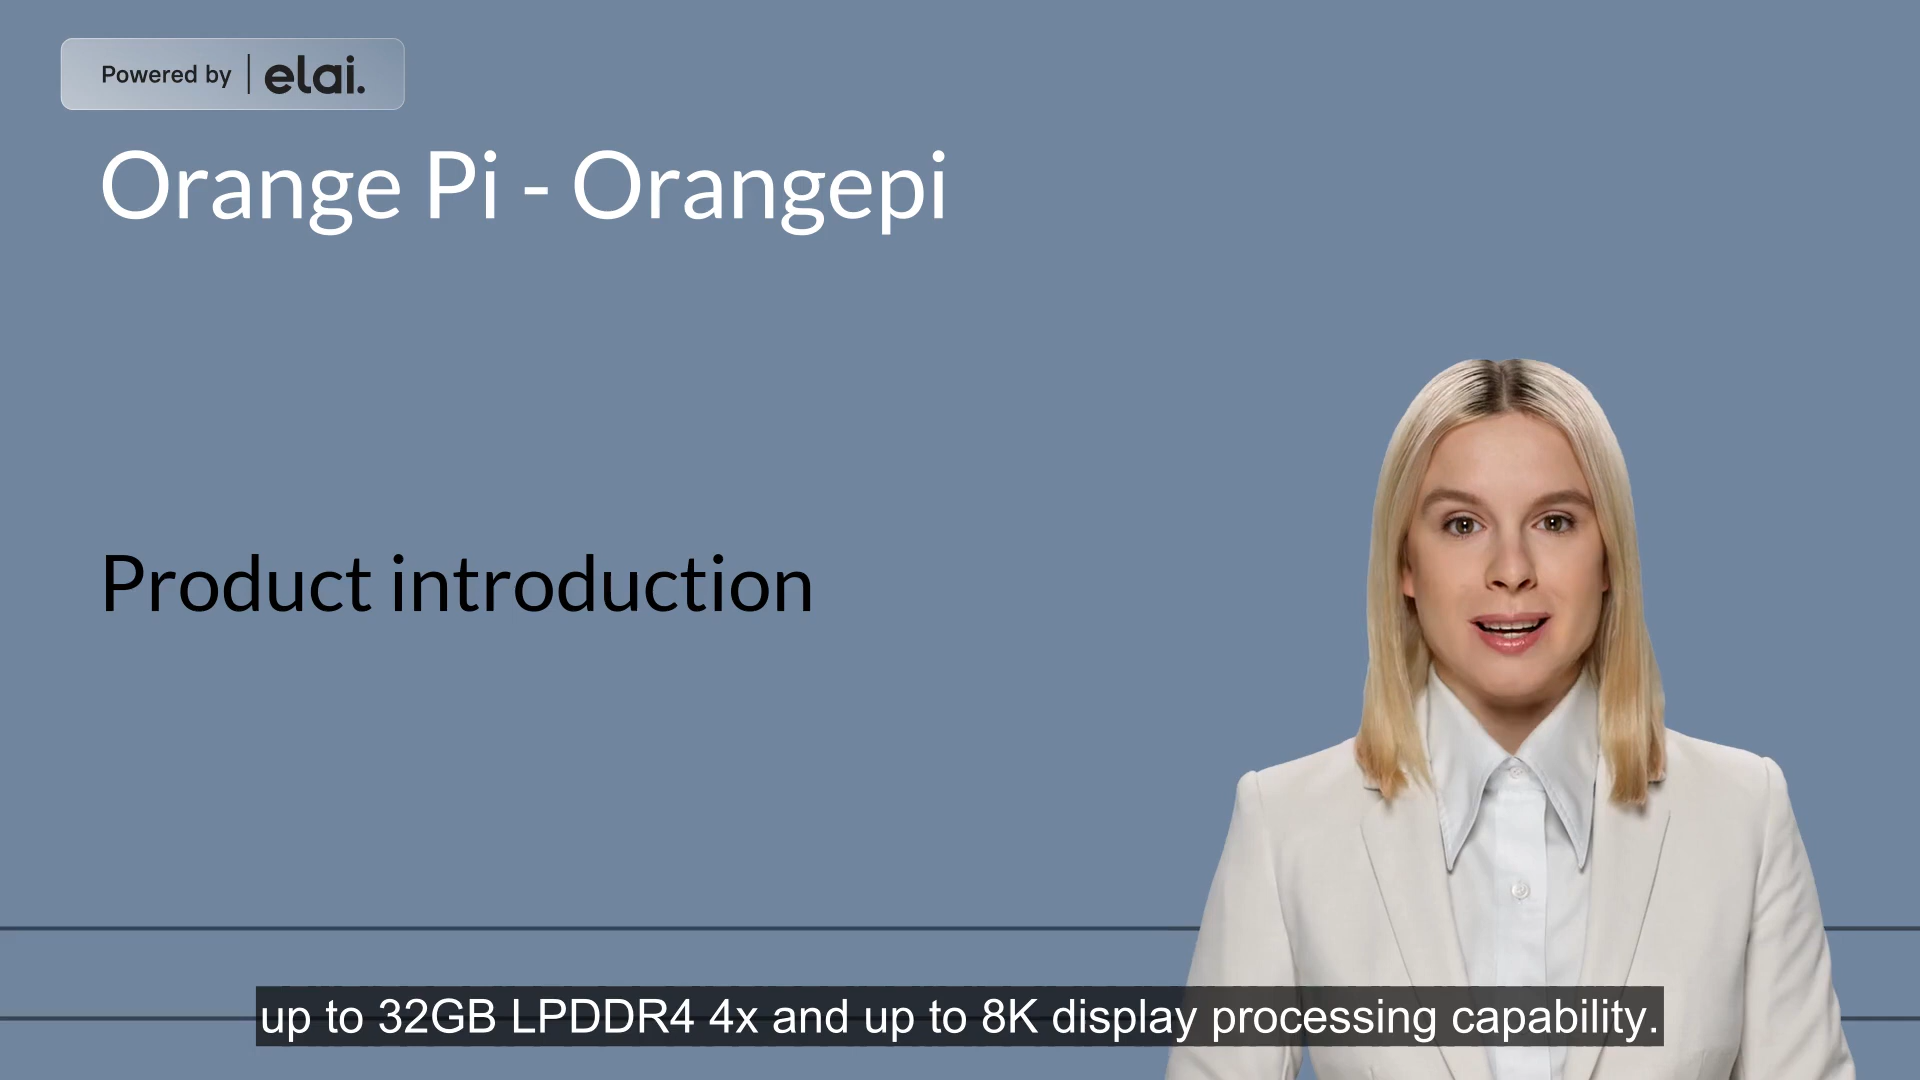 Powered by | elai.
Orange Pi - Orangepi
Product introduction
up to 32GB LPDDR4 4x and up to 8K display processing capability.